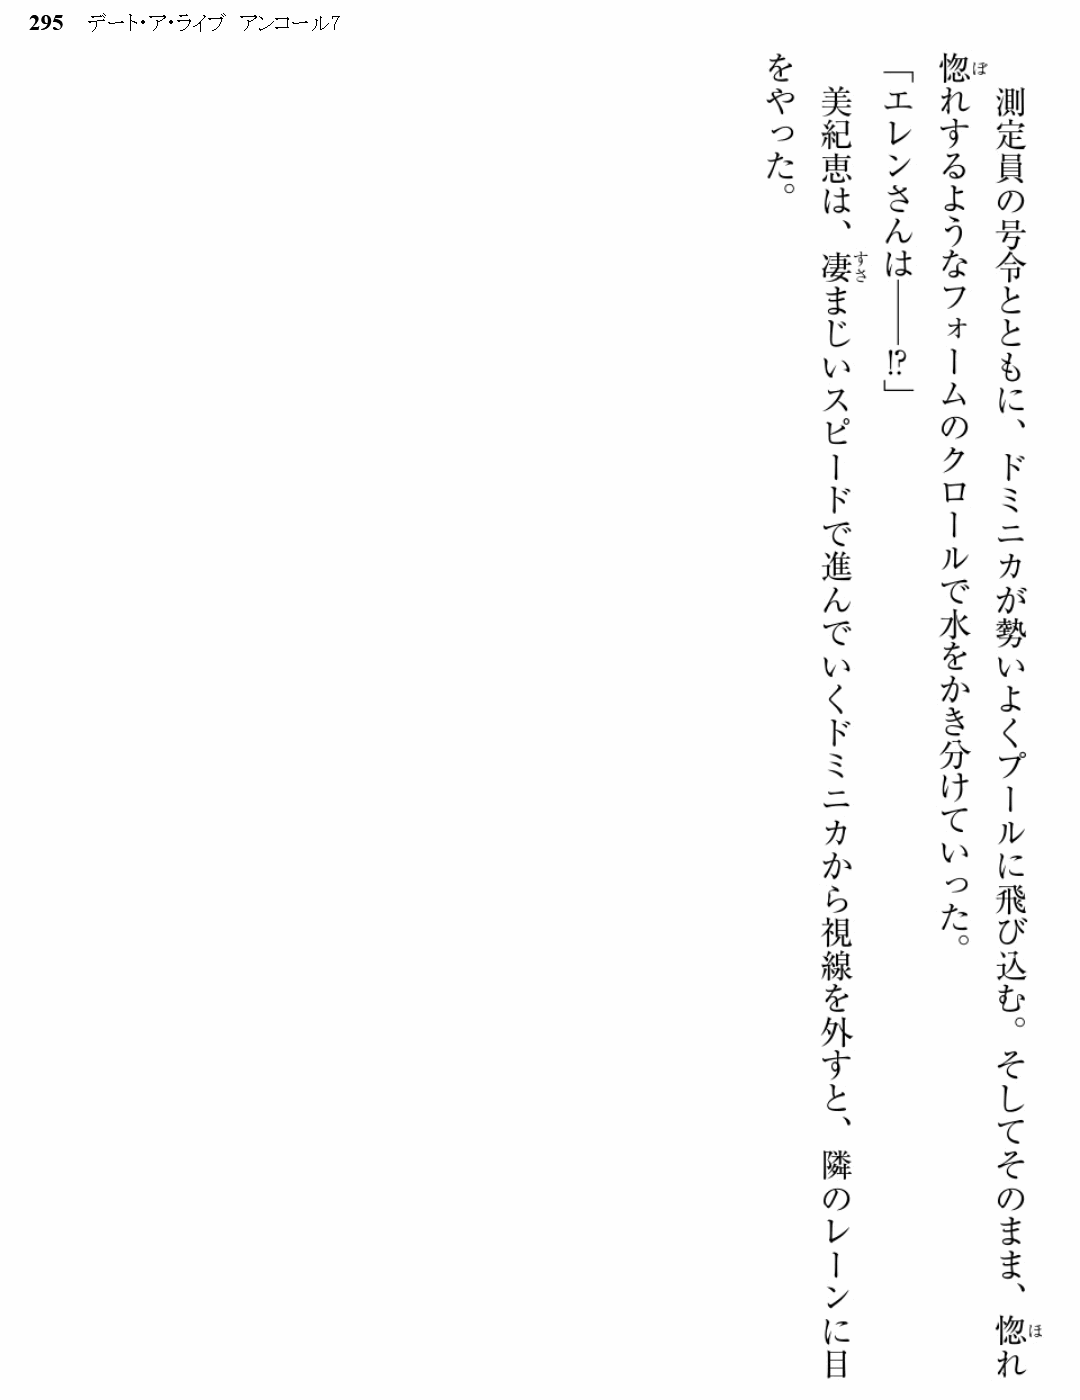 295 デート・ア・ライブ アンコール7
測定員の号令とともに、ドミニカが勢いよくプールに飛び込む。そしてそのまま、惚れ
惚れするようなフォームのクロールで水をかき分けていった。
「エレンさんは――!?」
美紀恵は、凄まじいスピードで進んでいくドミニカから視線を外すと、隣のレーンに目
をやった。